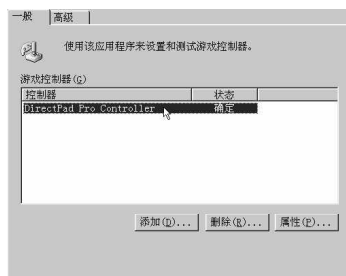 一般 高级
使用该应用程序来设置和测试游戏控制器。
游戏控制器(G)
控制器 状态
DirectPad Pro Controller 确定
添加(D)... 删除(R)... 属性(P)...